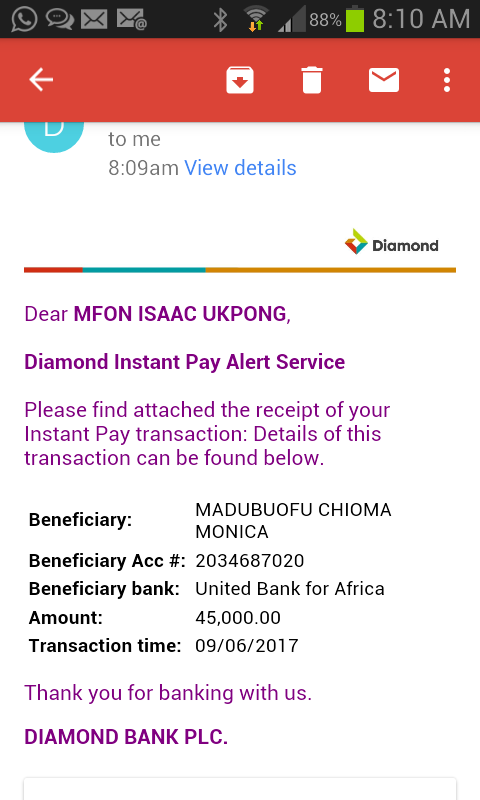 88% 8:10 AM
D
to me
8:09am View details
Diamond
Dear MFON ISAAC UKPONG,
Diamond Instant Pay Alert Service
Please find attached the receipt of your
Instant Pay transaction: Details of this
transaction can be found below.
Beneficiary: MADUBUOFU CHIOMA
MONICA
Beneficiary Acc #: 2034687020
Beneficiary bank: United Bank for Africa
Amount: 45,000.00
Transaction time: 09/06/2017
Thank you for banking with us.
DIAMOND BANK PLC.